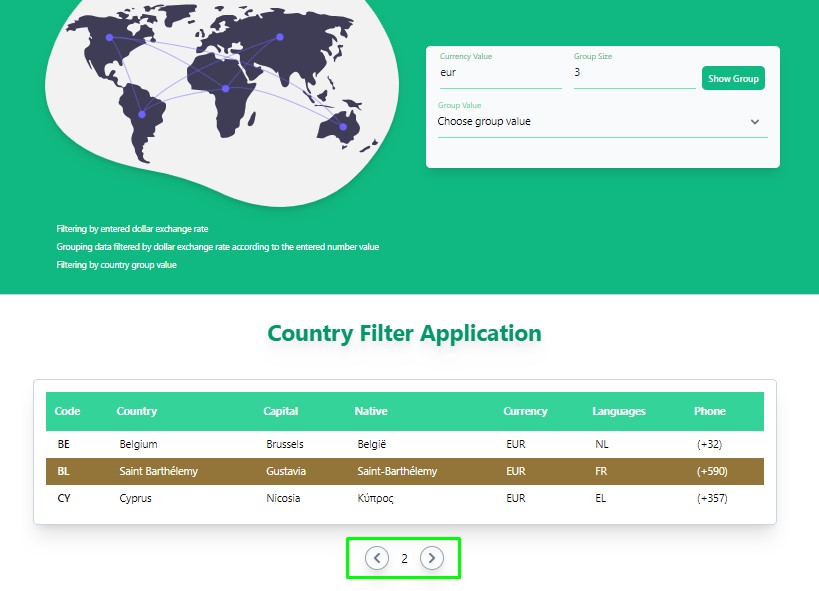 Currency Value Group Size
eur 3 Show Group
Group Value
Choose group value
Filtering by entered dollar exchange rate
Grouping data filtered by dollar exchange rate according to the entered number value
Filtering by country group value
Country Filter Application
Code Country Capital Native Currency Languages Phone
BE Belgium Brussels België EUR NL (+32)
BL Saint Barthélemy Gustavia Saint-Barthélemy EUR FR (+590)
CY Cyprus Nicosia Κύπρος EUR EL (+357)
2